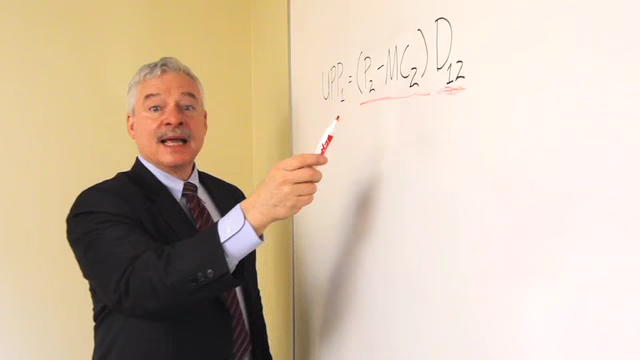 UPP₁ = (P₂ - MC₂) D₁₂